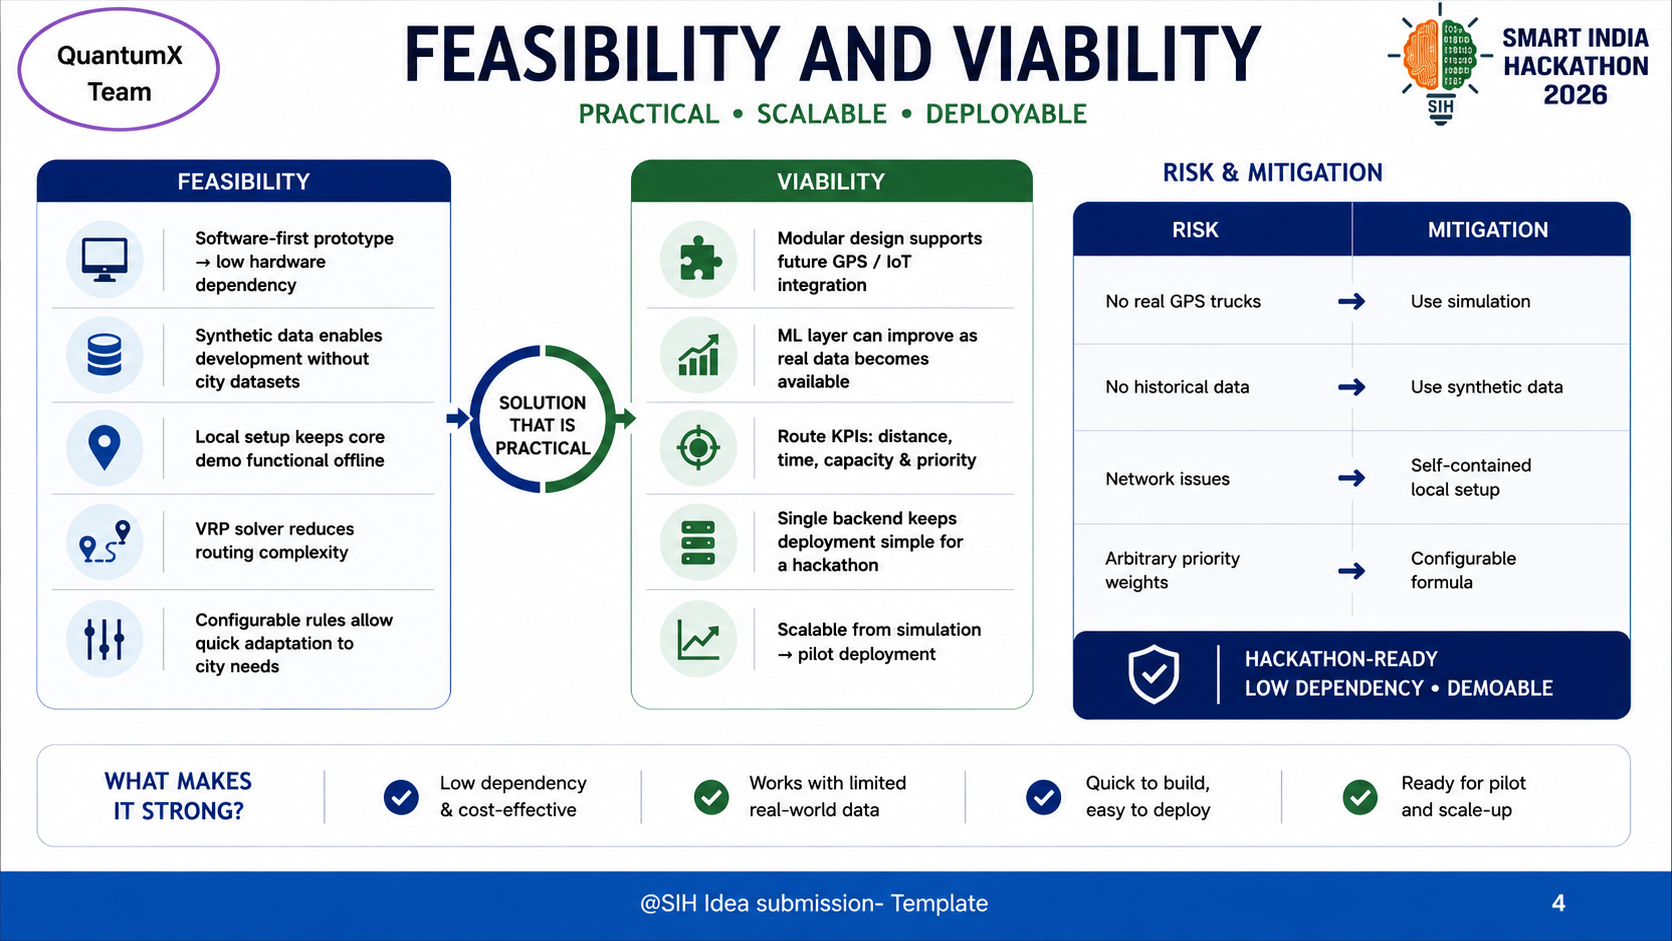 QuantumX
Team
FEASIBILITY AND VIABILITY
PRACTICAL • SCALABLE • DEPLOYABLE
SIH
SMART INDIA
HACKATHON
2026
FEASIBILITY
Software-first prototype
→ low hardware
dependency
Synthetic data enables
development without
city datasets
Local setup keeps core
demo functional offline
VRP solver reduces
routing complexity
Configurable rules allow
quick adaptation to
city needs
SOLUTION
THAT IS
PRACTICAL
VIABILITY
Modular design supports
future GPS / IoT
integration
ML layer can improve as
real data becomes
available
Route KPIs: distance,
time, capacity & priority
Single backend keeps
deployment simple for
a hackathon
Scalable from simulation
→ pilot deployment
RISK & MITIGATION
RISK MITIGATION
No real GPS trucks → Use simulation
No historical data → Use synthetic data
Network issues → Self-contained
local setup
Arbitrary priority
weights → Configurable
formula
HACKATHON-READY
LOW DEPENDENCY • DEMOABLE
WHAT MAKES
IT STRONG?
Low dependency
& cost-effective
Works with limited
real-world data
Quick to build,
easy to deploy
Ready for pilot
and scale-up
@SIH Idea submission- Template
4